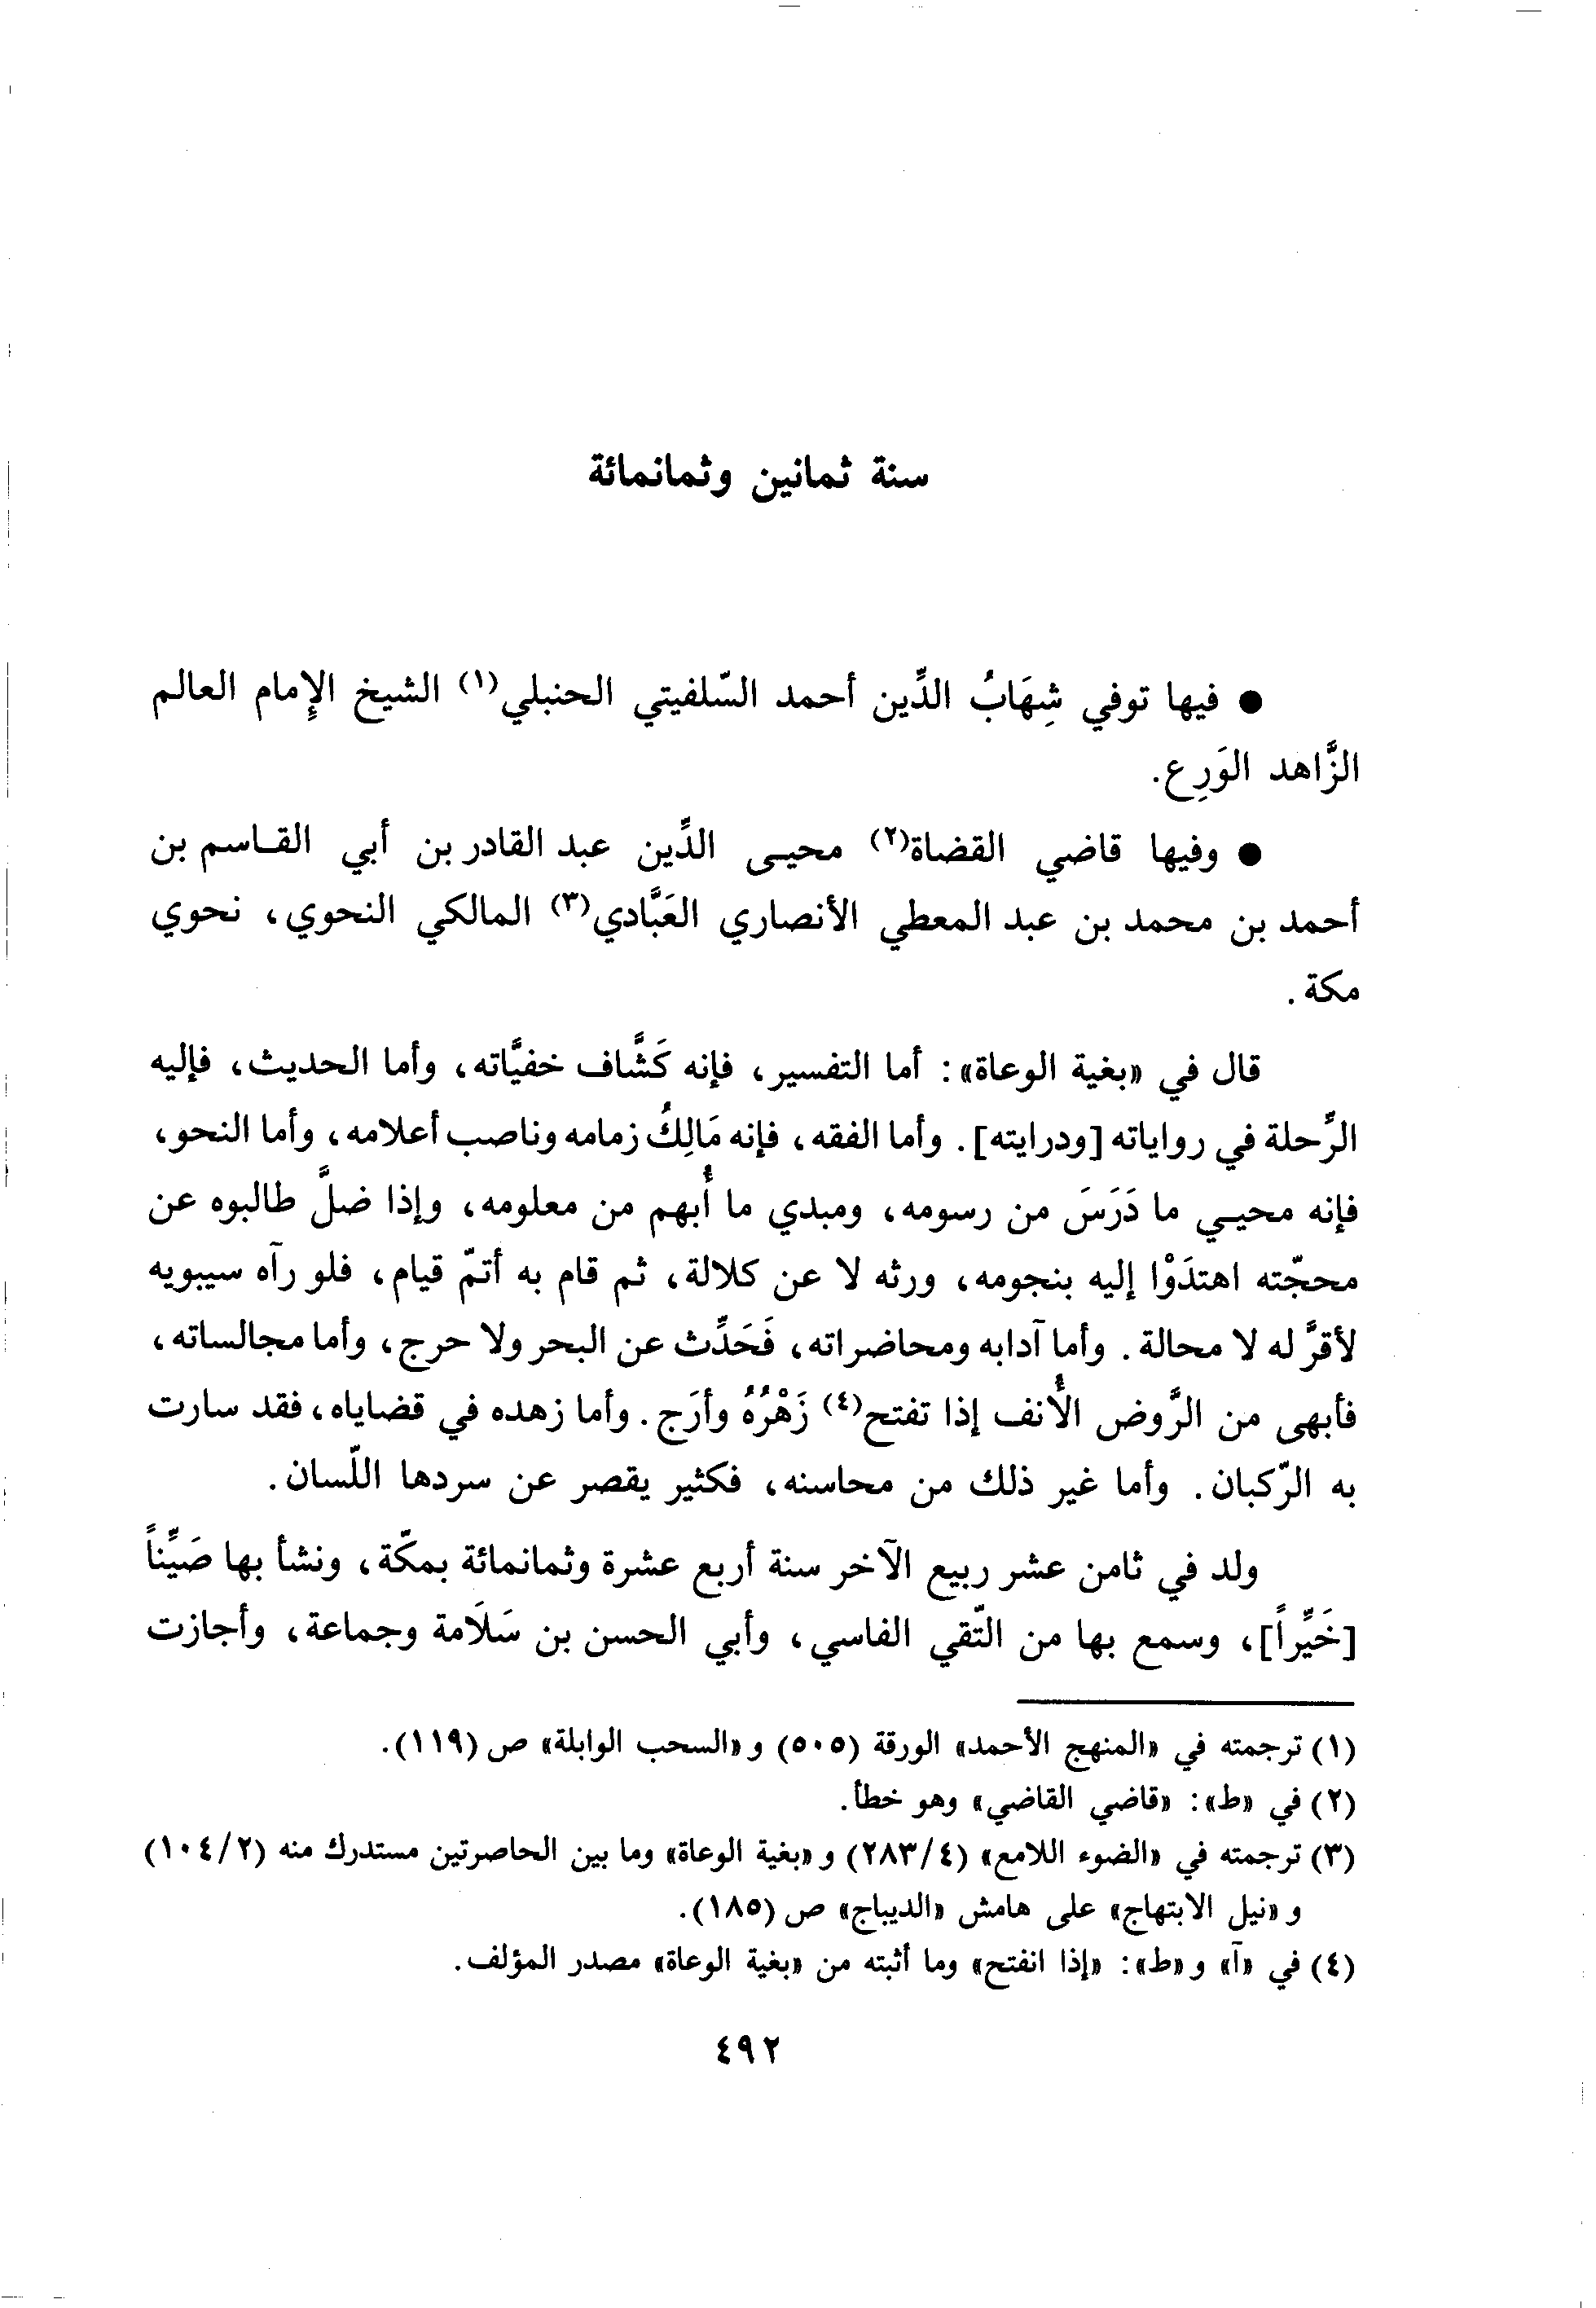 سنة ثمانين وثمانمائة
● فيها توفي شِهَابُ الدِّين أحمد السّلفيتي الحنبلي(١) الشيخ الإِمام العالم
الزَّاهد الوَرِع.
● وفيها قاضي القضاة(٢) محيـي الدِّين عبد القادر بن أبي القـاسم بن
أحمد بن محمد بن عبد المعطي الأنصاري العَبَّادي(٣) المالكي النحوي، نحوي
مكة.
قال في «بغية الوعاة»: أما التفسير، فإنه كَشَّاف خفيَّاته، وأما الحديث، فإليه
الرِّحلة في رواياته [ودرايته]. وأما الفقه، فإنه مَالِكُ زمامه وناصب أعلامه، وأما النحو،
فإنه محيـي ما دَرَسَ من رسومه، ومبدي ما أُبهم من معلومه، وإذا ضلَّ طالبوه عن
محجّته اهتدَوْا إليه بنجومه، ورثه لا عن كلالة، ثم قام به أتمّ قيام، فلو رآه سيبويه
لأقرَّ له لا محالة. وأما آدابه ومحاضراته، فَحَدِّث عن البحر ولا حرج، وأما مجالساته،
فأبهى من الرَّوض الأُنف إذا تفتح(٤) زَهْرُهُ وأرَج. وأما زهده في قضاياه، فقد سارت
به الرّكبان. وأما غير ذلك من محاسنه، فكثير يقصر عن سردها اللّسان.
ولد في ثامن عشر ربيع الآخر سنة أربع عشرة وثمانمائة بمكّة، ونشأ بها صَيِّناً
[خَيِّراً]، وسمع بها من التّقي الفاسي، وأبي الحسن بن سَلَامة وجماعة، وأجازت
(١) ترجمته في «المنهج الأحمد» الورقة (٥٠٥) و «السحب الوابلة» ص (١١٩).
(٢) في «ط»: «قاضي القاضي» وهو خطأ.
(٣) ترجمته في «الضوء اللامع» (٤/ ٢٨٣) و «بغية الوعاة» وما بين الحاصرتين مستدرك منه (٢/ ١٠٤)
و «نيل الابتهاج» على هامش «الديباج» ص (١٨٥).
(٤) في «آ» و «ط»: «إذا انفتح» وما أثبته من «بغية الوعاة» مصدر المؤلف.
٤٩٢